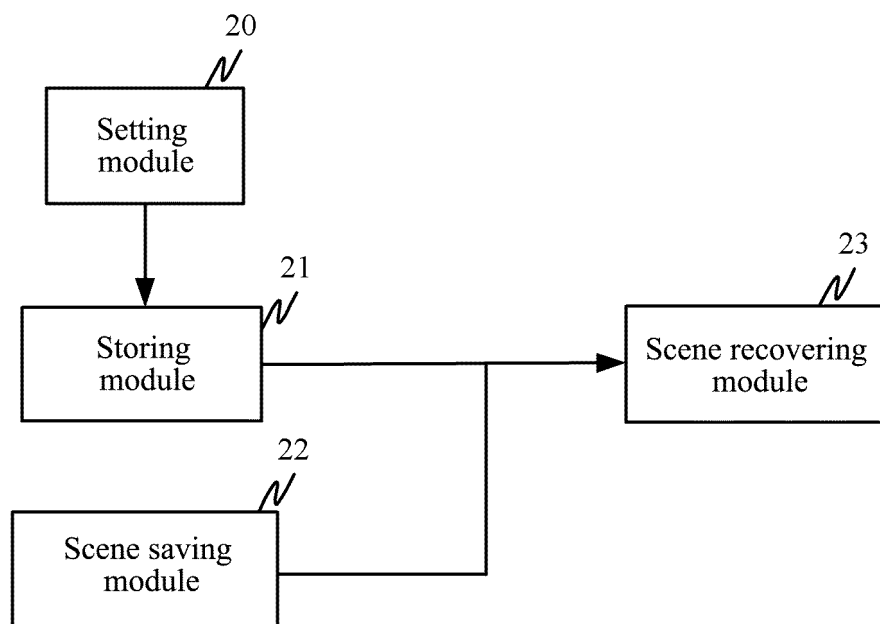 20
Setting
module
21
Storing
module
23
Scene recovering
module
22
Scene saving
module